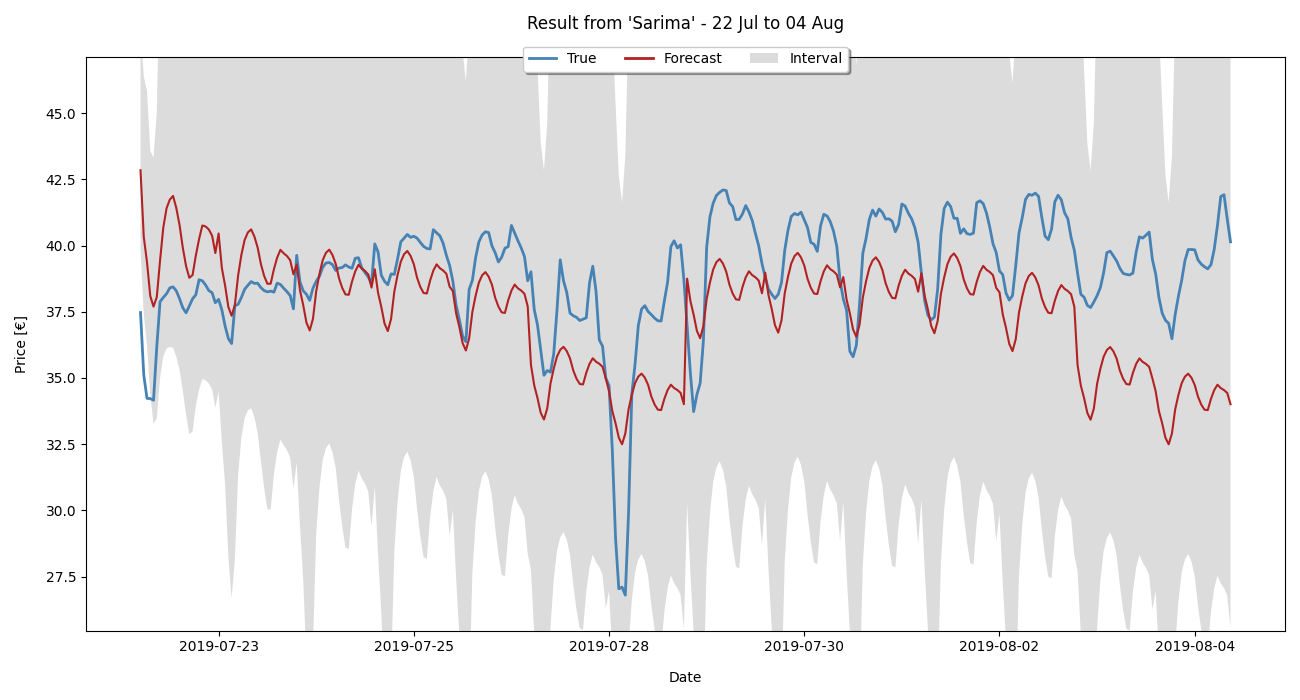 Result from 'Sarima' - 22 Jul to 04 Aug
True Forecast Interval
45.0
42.5
40.0
37.5
35.0
32.5
30.0
27.5
Price [€]
2019-07-23 2019-07-25 2019-07-28 2019-07-30 2019-08-02 2019-08-04
Date